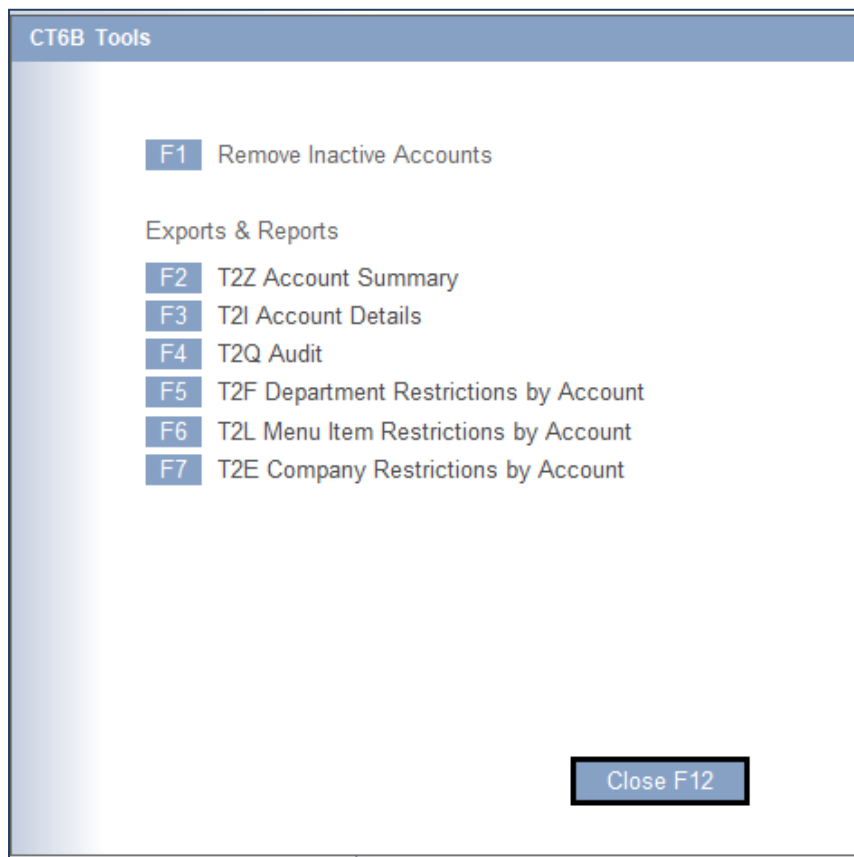 CT6B Tools
F1 Remove Inactive Accounts
Exports & Reports
F2 T2Z Account Summary
F3 T2I Account Details
F4 T2Q Audit
F5 T2F Department Restrictions by Account
F6 T2L Menu Item Restrictions by Account
F7 T2E Company Restrictions by Account
Close F12